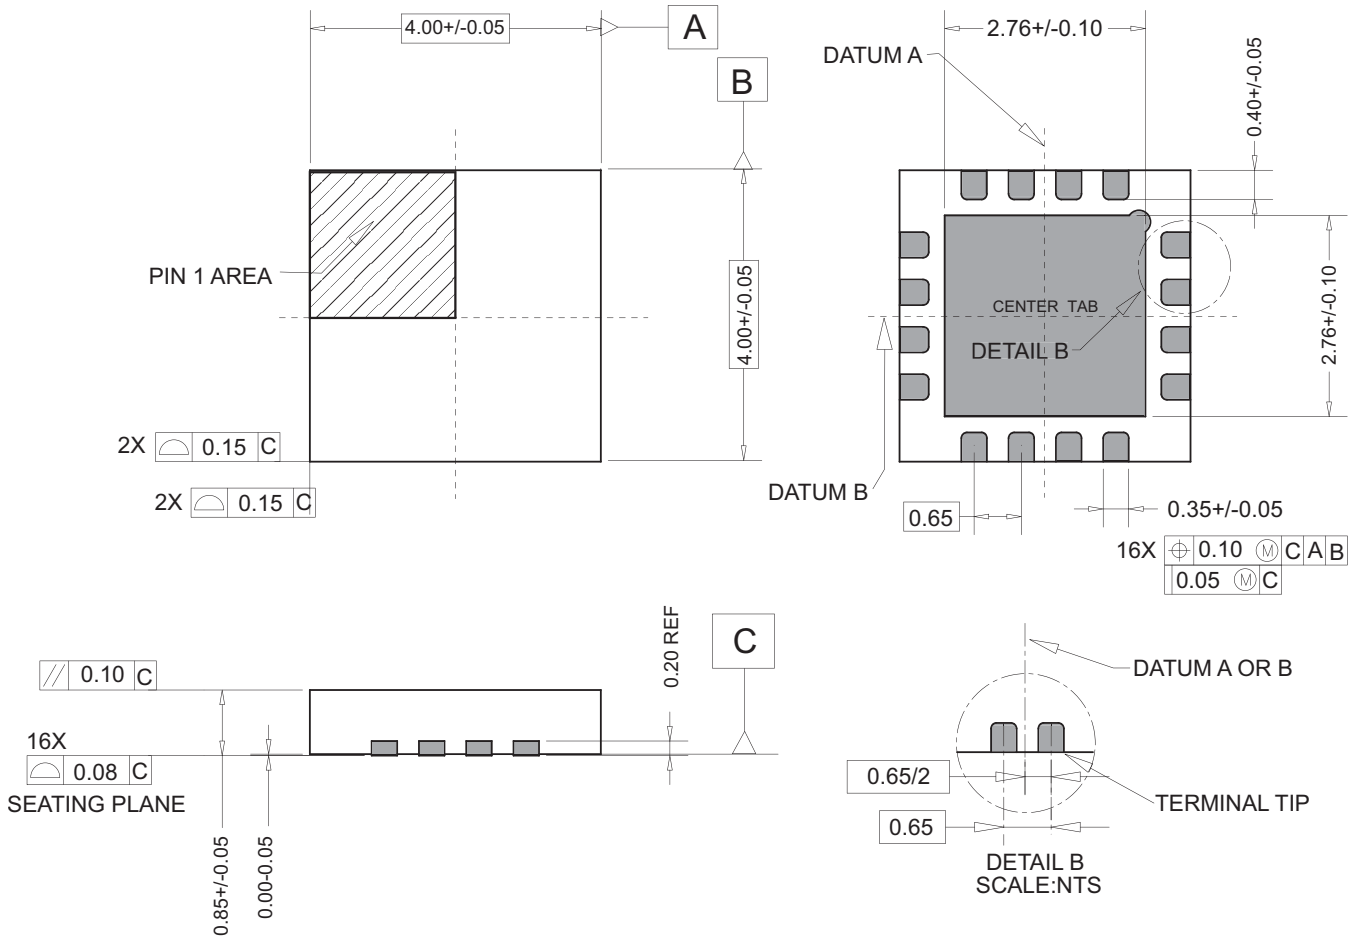 4.00+/-0.05
A
B
PIN 1 AREA
4.00+/-0.05
2X 0.15 C
2X 0.15 C
DATUM A
2.76+/-0.10
0.40+/-0.05
CENTER TAB
DETAIL B
2.76+/-0.10
DATUM B
0.65
0.35+/-0.05
16X ⌖ 0.10 Ⓜ C A B
0.05 Ⓜ C
// 0.10 C
16X
0.08 C
SEATING PLANE
0.85+/-0.05
0.00-0.05
0.20 REF
C
DATUM A OR B
0.65/2
TERMINAL TIP
0.65
DETAIL B
SCALE:NTS